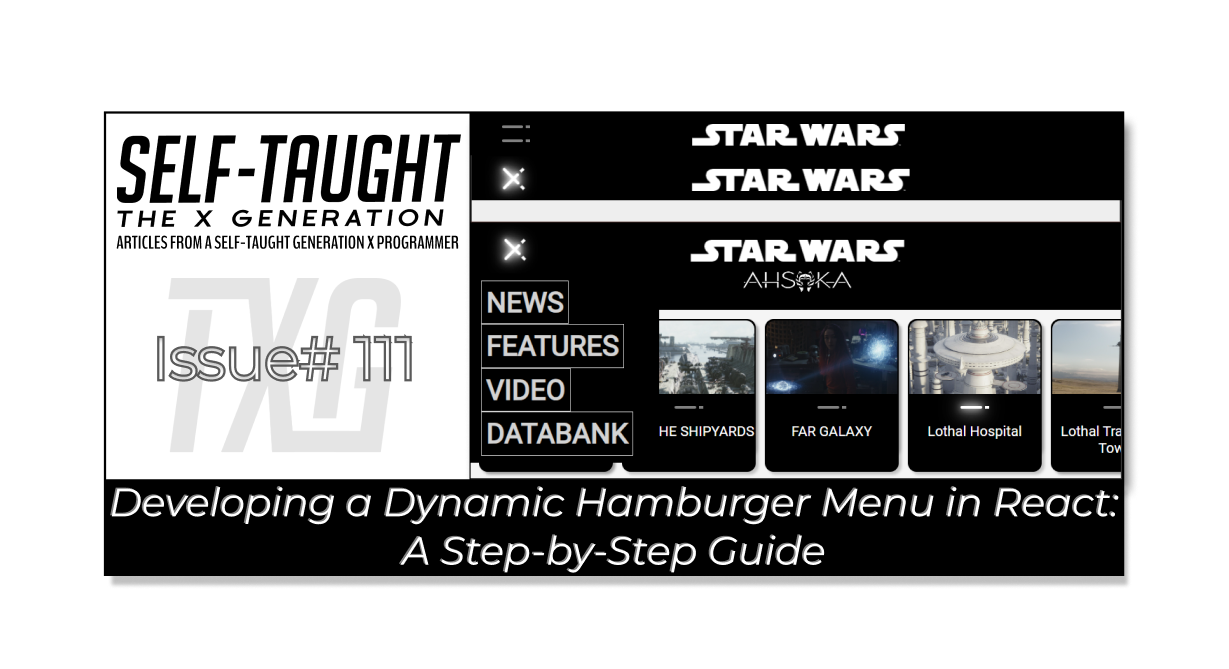 SELF-TAUGHT
THE X GENERATION
ARTICLES FROM A SELF-TAUGHT GENERATION X PROGRAMMER
TXG
Issue# 111
STAR WARS
STAR WARS
STAR WARS
AHSOKA
NEWS
FEATURES
VIDEO
DATABANK
HE SHIPYARDS
FAR GALAXY
Lothal Hospital
Lothal Tra
Tow
Developing a Dynamic Hamburger Menu in React:
A Step-by-Step Guide